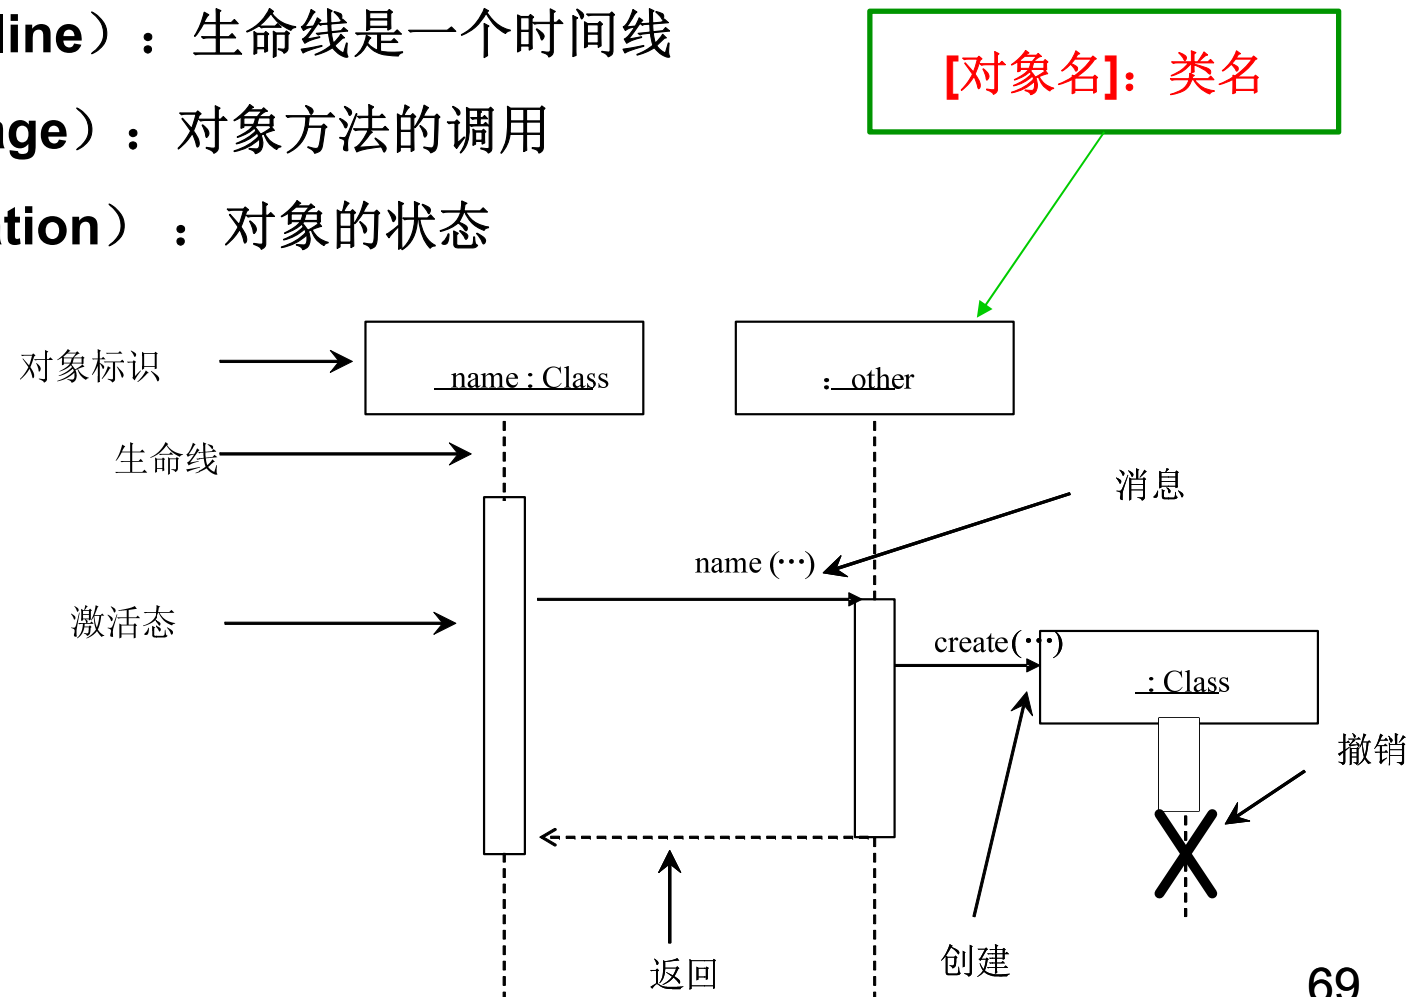 line）：生命线是一个时间线
[对象名]：类名
age）：对象方法的调用
ation） ：对象的状态
对象标识
name : Class
：other
生命线
消息
name (…)
激活态
create(…)
: Class
撤销
返回
创建
69